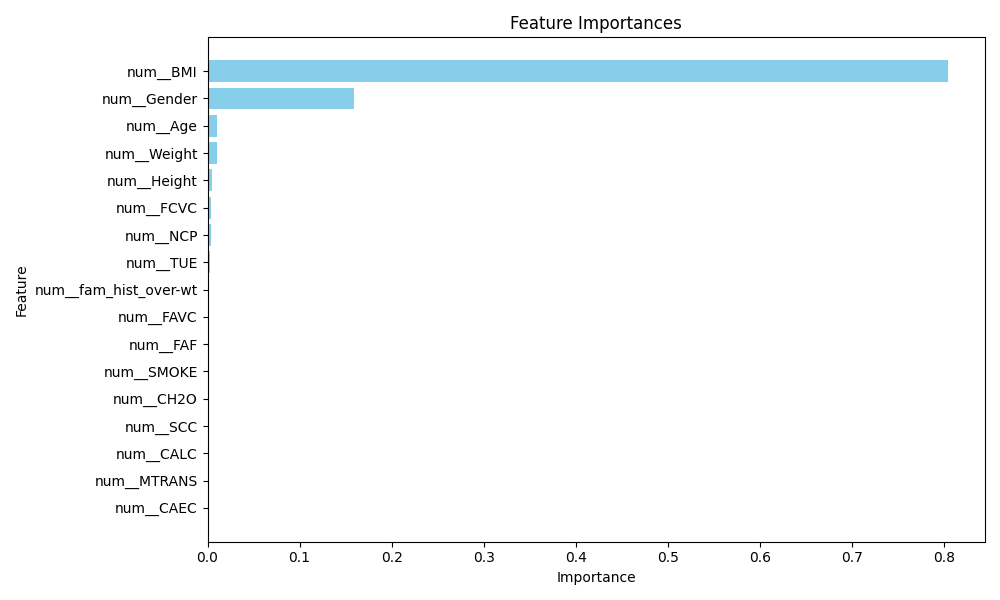 Feature Importances
Feature
num__BMI
num__Gender
num__Age
num__Weight
num__Height
num__FCVC
num__NCP
num__TUE
num__fam_hist_over-wt
num__FAVC
num__FAF
num__SMOKE
num__CH2O
num__SCC
num__CALC
num__MTRANS
num__CAEC
0.0 0.1 0.2 0.3 0.4 0.5 0.6 0.7 0.8
Importance